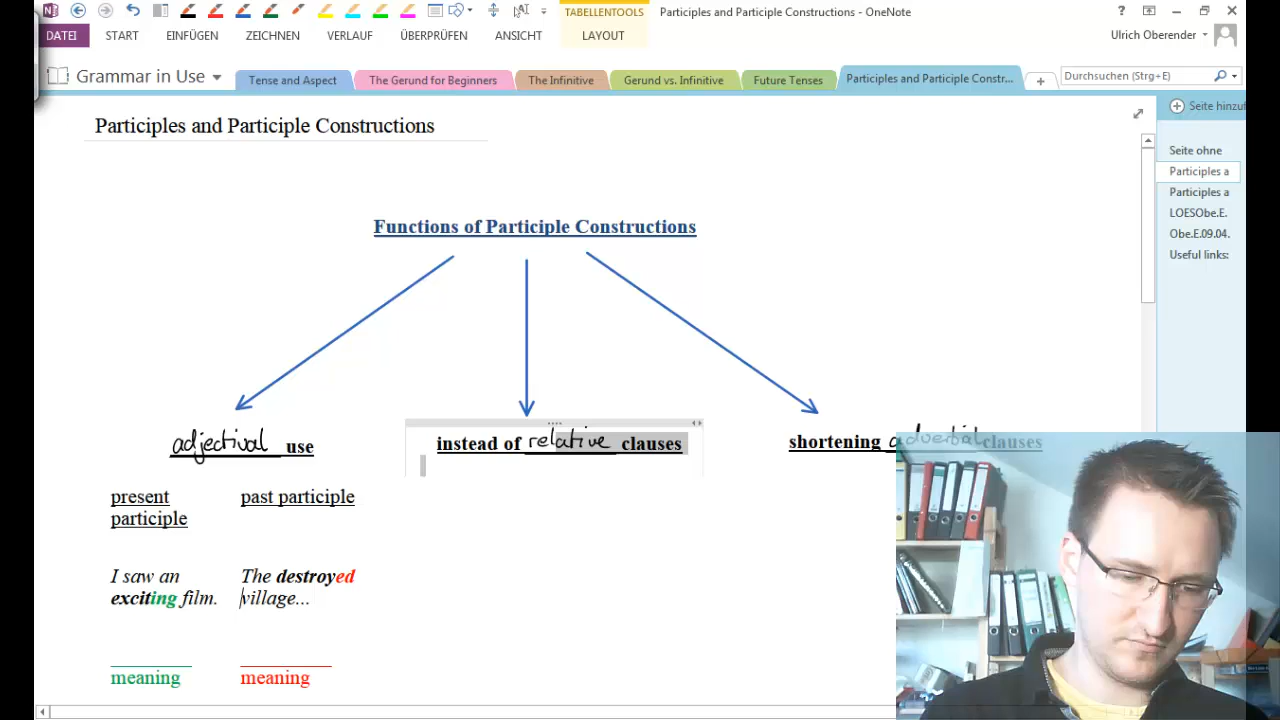 TABELLENTOOLS
Participles and Participle Constructions - OneNote
DATEI START EINFÜGEN ZEICHNEN VERLAUF ÜBERPRÜFEN ANSICHT LAYOUT
Ulrich Oberender
Grammar in Use
Tense and Aspect
The Gerund for Beginners
The Infinitive
Gerund vs. Infinitive
Future Tenses
Participles and Participle Constr...
Durchsuchen (Strg+E)
Seite hinzuf
Participles and Participle Constructions
Seite ohne
Participles a
Participles a
LOESObe.E.
Obe.E.09.04.
Useful links:
Functions of Participle Constructions
adjectival use
instead of relative clauses
shortening adverbial clauses
present
participle
past participle
I saw an
exciting film.
The destroyed
village...
meaning
meaning